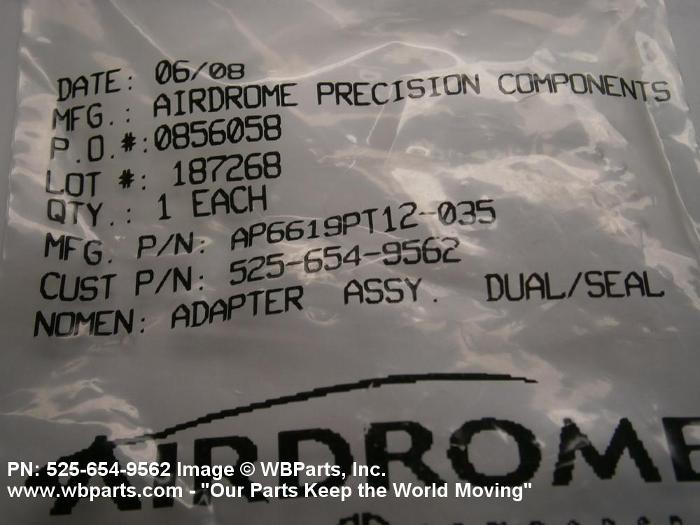 DATE: 06/08
MFG.: AIRDROME PRECISION COMPONENTS
P.O.#:0856058
LOT #: 187268
QTY.: 1 EACH
MFG. P/N: AP6619PT12-035
CUST P/N: 525-654-9562
NOMEN: ADAPTER ASSY. DUAL/SEAL
AIRDROME
PN: 525-654-9562 Image © WBParts, Inc.
www.wbparts.com - "Our Parts Keep the World Moving"